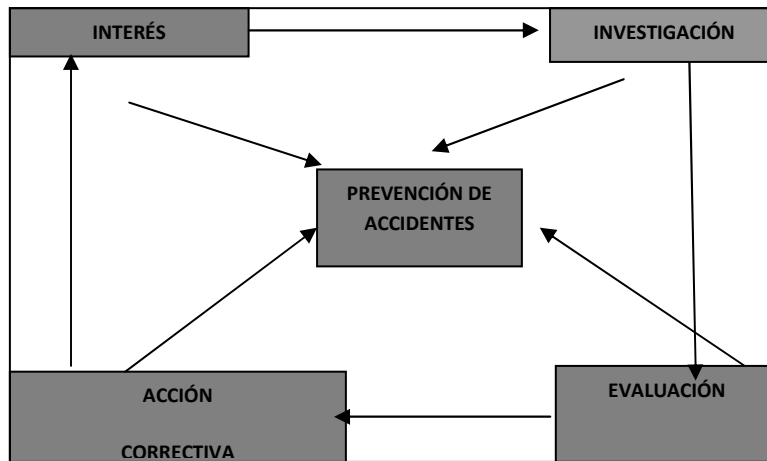 INTERÉS
INVESTIGACIÓN
PREVENCIÓN DE
ACCIDENTES
ACCIÓN
CORRECTIVA
EVALUACIÓN